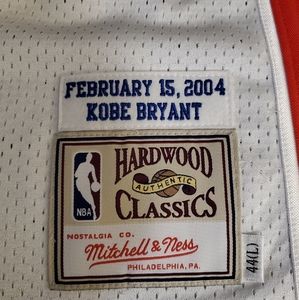 FEBRUARY 15, 2004
KOBE BRYANT
HARDWOOD
AUTHENTIC
CLASSICS
NBA
NOSTALGIA CO.
Mitchell & Ness
PHILADELPHIA, PA.
44(L)